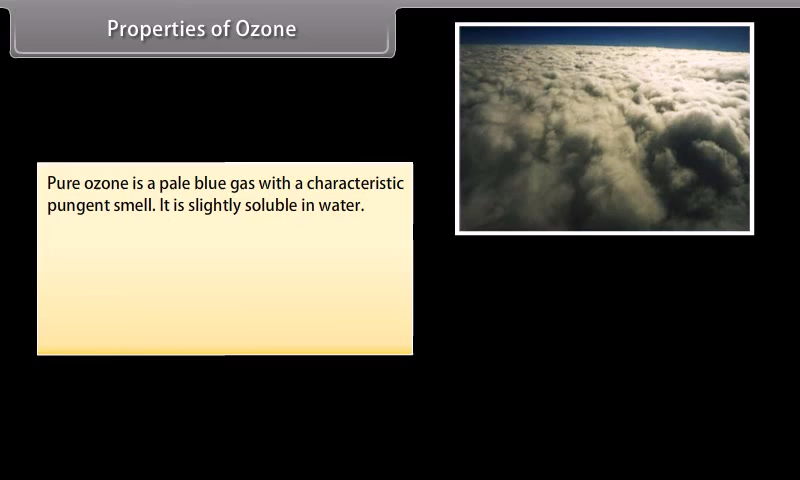 Properties of Ozone
Pure ozone is a pale blue gas with a characteristic
pungent smell. It is slightly soluble in water.